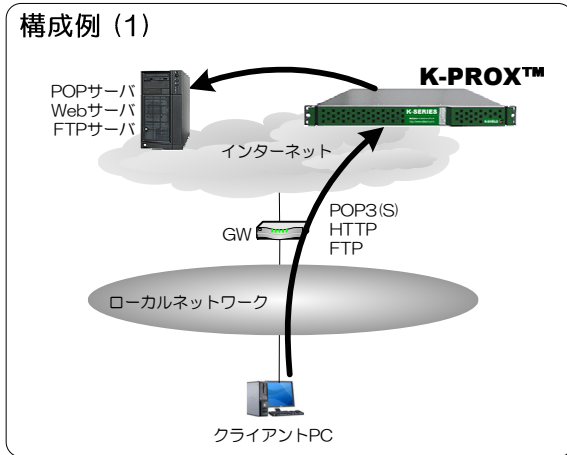 構成例 (1)
K-PROX™
POPサーバ
Webサーバ
FTPサーバ
K-SERIES
インターネット
POP3(S)
HTTP
FTP
GW
ローカルネットワーク
クライアントPC